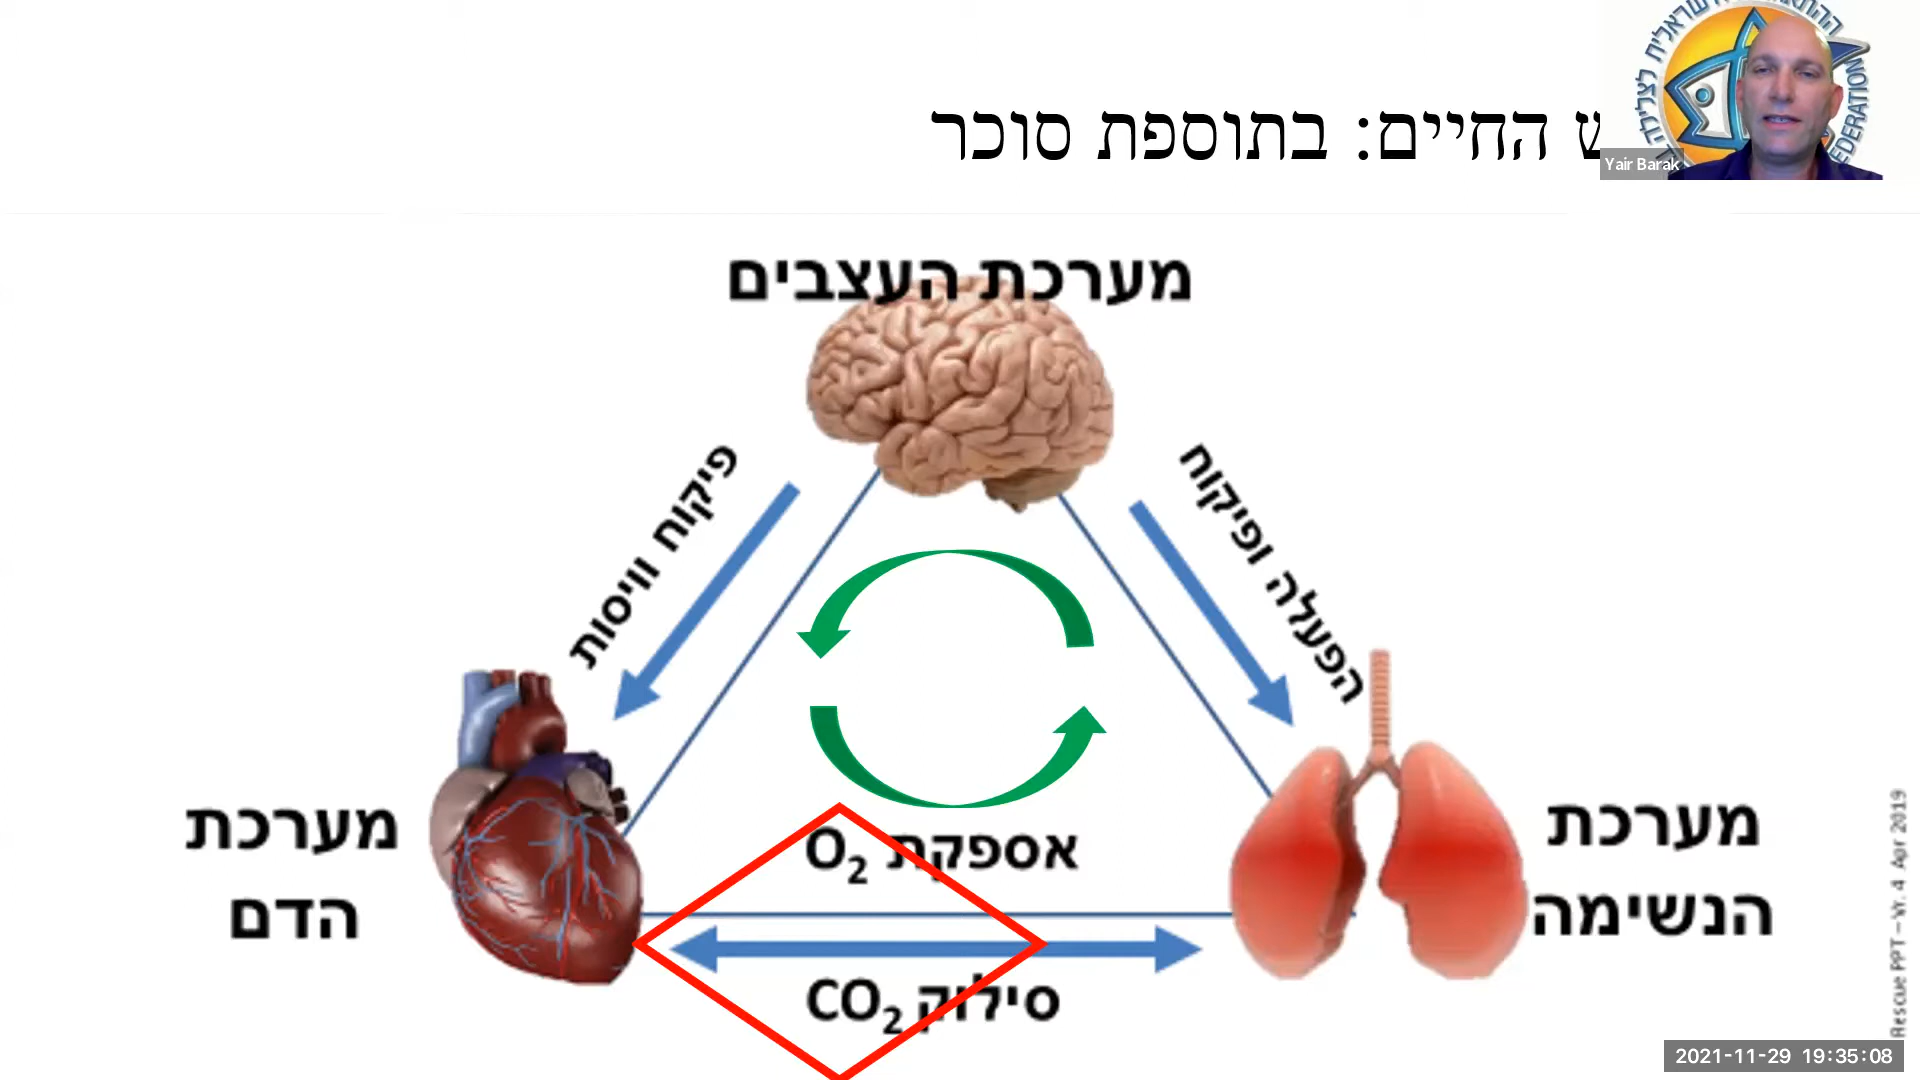 החיים: בתוספת סוכר
Yair Barak
FEDERATION
מערכת העצבים
פיקוח וויסות
הפעלה ופיקוח
מערכת
הדם
אספקת O₂
סילוק CO₂
מערכת
הנשימה
Rescue PPT – Vr. 4 Apr 2019
2021-11-29 19:35:08